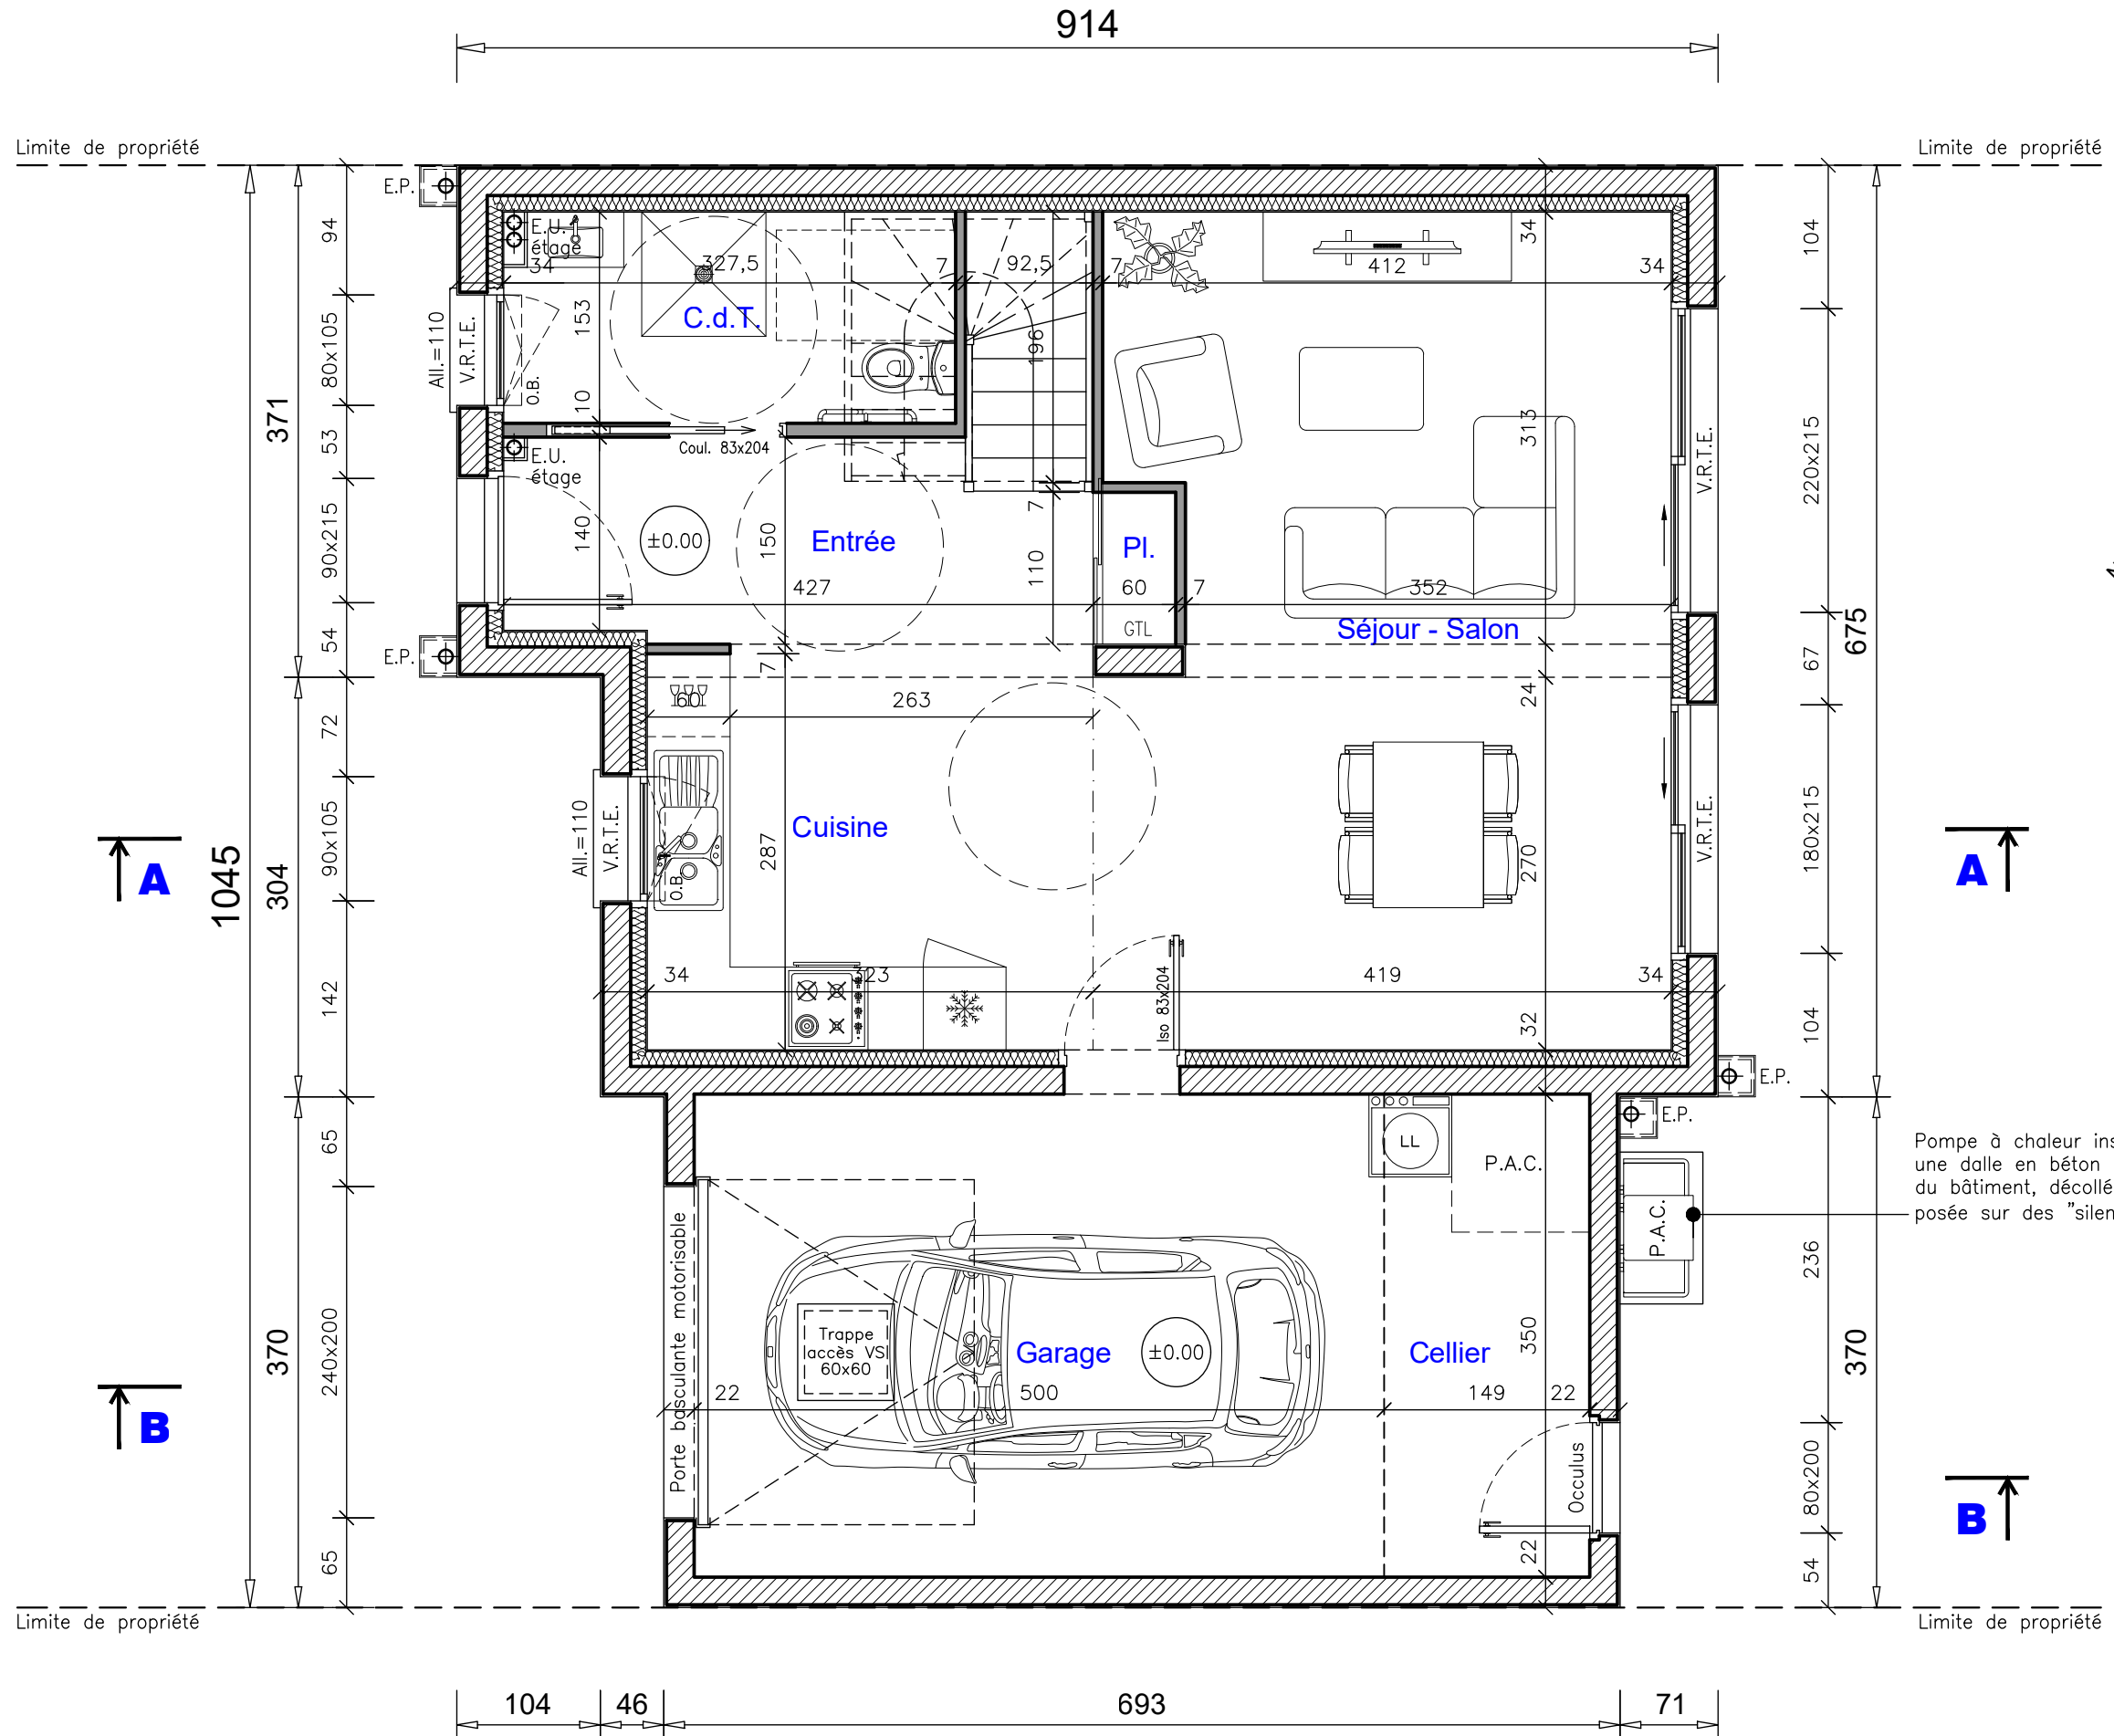 914
Limite de propriété
Limite de propriété
E.P.
E.U.
étage
34
327,5
7
92,5
7
412
34
34
94
104
C.d.T.
All.=110
V.R.T.E.
O.B.
80x105
153
10
196
313
371
53
Coul. 83x204
E.U.
étage
220x215
V.R.T.E.
90x215
140
±0.00
150
Entrée
7
110
Pl.
427
60
7
352
GTL
Séjour - Salon
54
E.P.
7
67
675
60
263
24
72
All.=110
V.R.T.E.
O.B.
90x105
Cuisine
287
270
180x215
V.R.T.E.
A
A
1045
304
142
34
323
Iso 83x204
419
34
32
104
E.P.
E.P.
65
LL
P.A.C.
P.A.C.
Pompe à chaleur ins
une dalle en béton
du bâtiment, décollé
posée sur des "silen
236
Porte basculante motorisable
240x200
370
Trappe
accès VS
60x60
Garage
±0.00
Cellier
350
370
22
500
149
22
B
B
Occulus
80x200
65
22
54
Limite de propriété
Limite de propriété
104
46
693
71